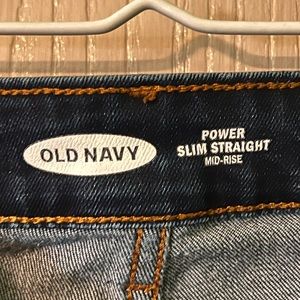 OLD NAVY
POWER
SLIM STRAIGHT
MID-RISE